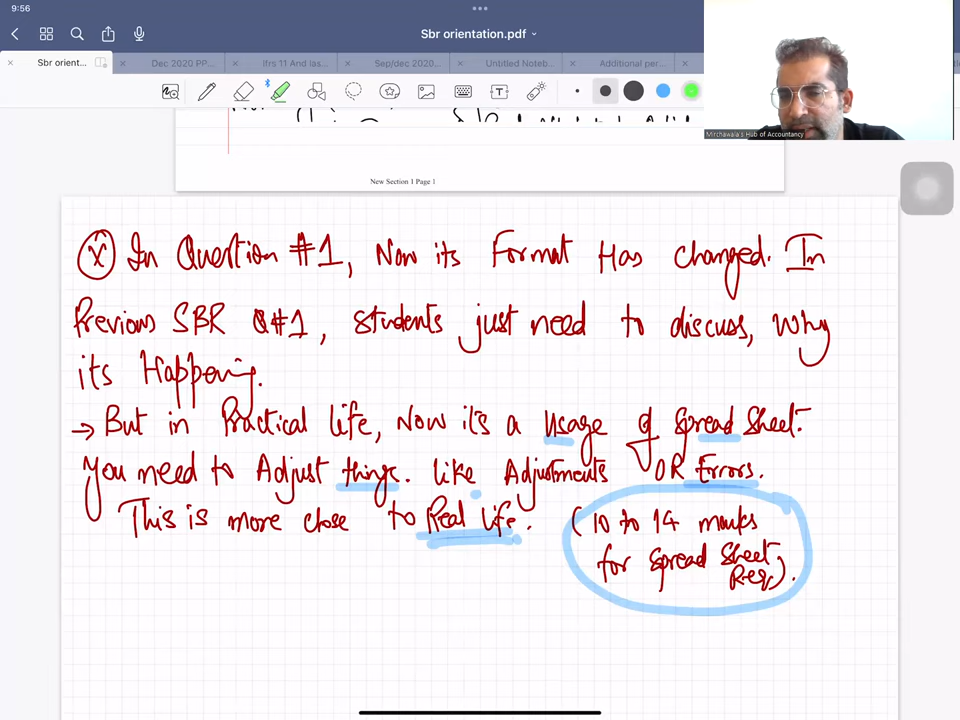 9:56
Sbr orientation.pdf
Sbr orient...
Dec 2020 PP...
Ifrs 11 And ias...
Sep/dec 2020...
Untitled Noteb...
Additional per...
Mirchawala's Hub of Accountancy
New Section 1 Page 1
In Question #1, Now its Format Has changed. In
Previous SBR Q#1, students just need to discuss, why
its Happening.
→ But in Practical life, Now it's a usage of Spread Sheet.
You need to Adjust things. like Adjustments OR Errors.
This is more close to Real life. (10 to 14 marks
for Spread Sheet
Req).